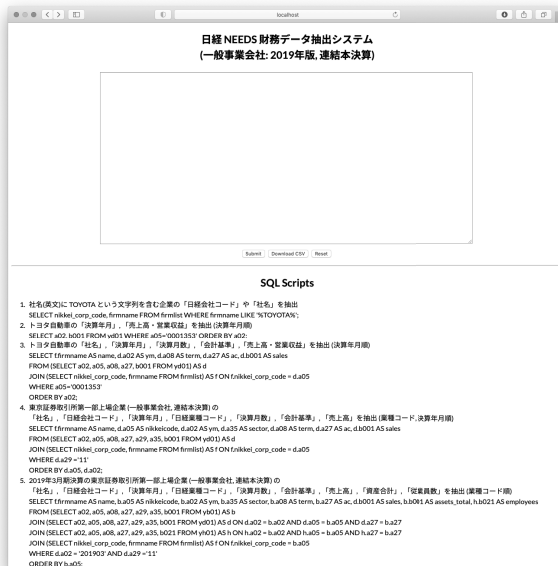 localhost
日経 NEEDS 財務データ抽出システム
(一般事業会社: 2019年版, 連結本決算)
Submit Download CSV Reset
SQL Scripts
1. 社名(英文)に TOYOTA という文字列を含む企業の「日経会社コード」や「社名」を抽出
SELECT nikkei_corp_code, firmname FROM firmlist WHERE firmname LIKE '%TOYOTA%';
2. トヨタ自動車の「決算年月」,「売上高・営業収益」を抽出 (決算年月順)
SELECT a02, b001 FROM yd01 WHERE a05='0001353' ORDER BY a02;
3. トヨタ自動車の「社名」,「決算年月」,「決算月数」,「会計基準」,「売上高・営業収益」を抽出 (決算年月順)
SELECT f.firmname AS name, d.a02 AS ym, d.a08 AS term, d.a27 AS ac, d.b001 AS sales
FROM (SELECT a02, a05, a08, a27, b001 FROM yd01) AS d
JOIN (SELECT nikkei_corp_code, firmname FROM firmlist) AS f ON f.nikkei_corp_code = d.a05
WHERE a05='0001353'
ORDER BY a02;
4. 東京証券取引所第一部上場企業 (一般事業会社, 連結本決算) の
「社名」,「日経会社コード」,「決算年月」,「日経業種コード」,「決算月数」,「会計基準」,「売上高」を抽出 (業種コード, 決算年月順)
SELECT f.firmname AS name, d.a05 AS nikkeicode, d.a02 AS ym, d.a35 AS sector, d.a08 AS term, d.a27 AS ac, d.b001 AS sales
FROM (SELECT a02, a05, a08, a27, a29, a35, b001 FROM yd01) AS d
JOIN (SELECT nikkei_corp_code, firmname FROM firmlist) AS f ON f.nikkei_corp_code = d.a05
WHERE d.a29 ='11'
ORDER BY d.a05, d.a02;
5. 2019年3月期決算の東京証券取引所第一部上場企業 (一般事業会社, 連結本決算) の
「社名」,「日経会社コード」,「決算年月」,「日経業種コード」,「決算月数」,「会計基準」,「売上高」,「資産合計」,「従業員数」を抽出 (業種コード順)
SELECT f.firmname AS name, b.a05 AS nikkeicode, b.a02 AS ym, b.a35 AS sector, b.a08 AS term, b.a27 AS ac, d.b001 AS sales, b.b061 AS assets_total, h.b021 AS employees
FROM (SELECT a02, a05, a08, a27, a29, a35, b061 FROM yb01) AS b
JOIN (SELECT a02, a05, a08, a27, a29, a35, b001 FROM yd01) AS d ON d.a02 = b.a02 AND d.a05 = b.a05 AND d.a27 = b.a27
JOIN (SELECT a02, a05, a08, a27, a29, a35, b021 FROM yh01) AS h ON h.a02 = b.a02 AND h.a05 = b.a05 AND h.a27 = b.a27
JOIN (SELECT nikkei_corp_code, firmname FROM firmlist) AS f ON f.nikkei_corp_code = b.a05
WHERE d.a02 = '201903' AND d.a29 ='11'
ORDER BY b.a05;